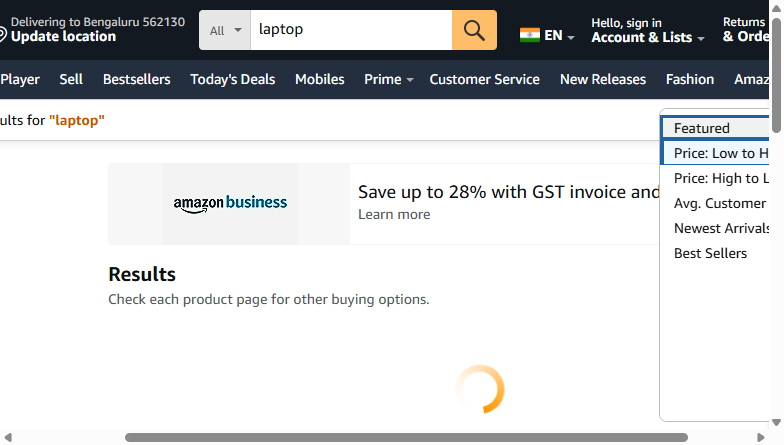 Delivering to Bengaluru 562130
Update location
All
laptop
EN
Hello, sign in
Account & Lists
Returns
& Orde
Player
Sell
Bestsellers
Today's Deals
Mobiles
Prime
Customer Service
New Releases
Fashion
Amaz
ults for "laptop"
Featured
Price: Low to H
Price: High to L
Avg. Customer
Newest Arrivals
Best Sellers
amazon business
Save up to 28% with GST invoice and
Learn more
Results
Check each product page for other buying options.